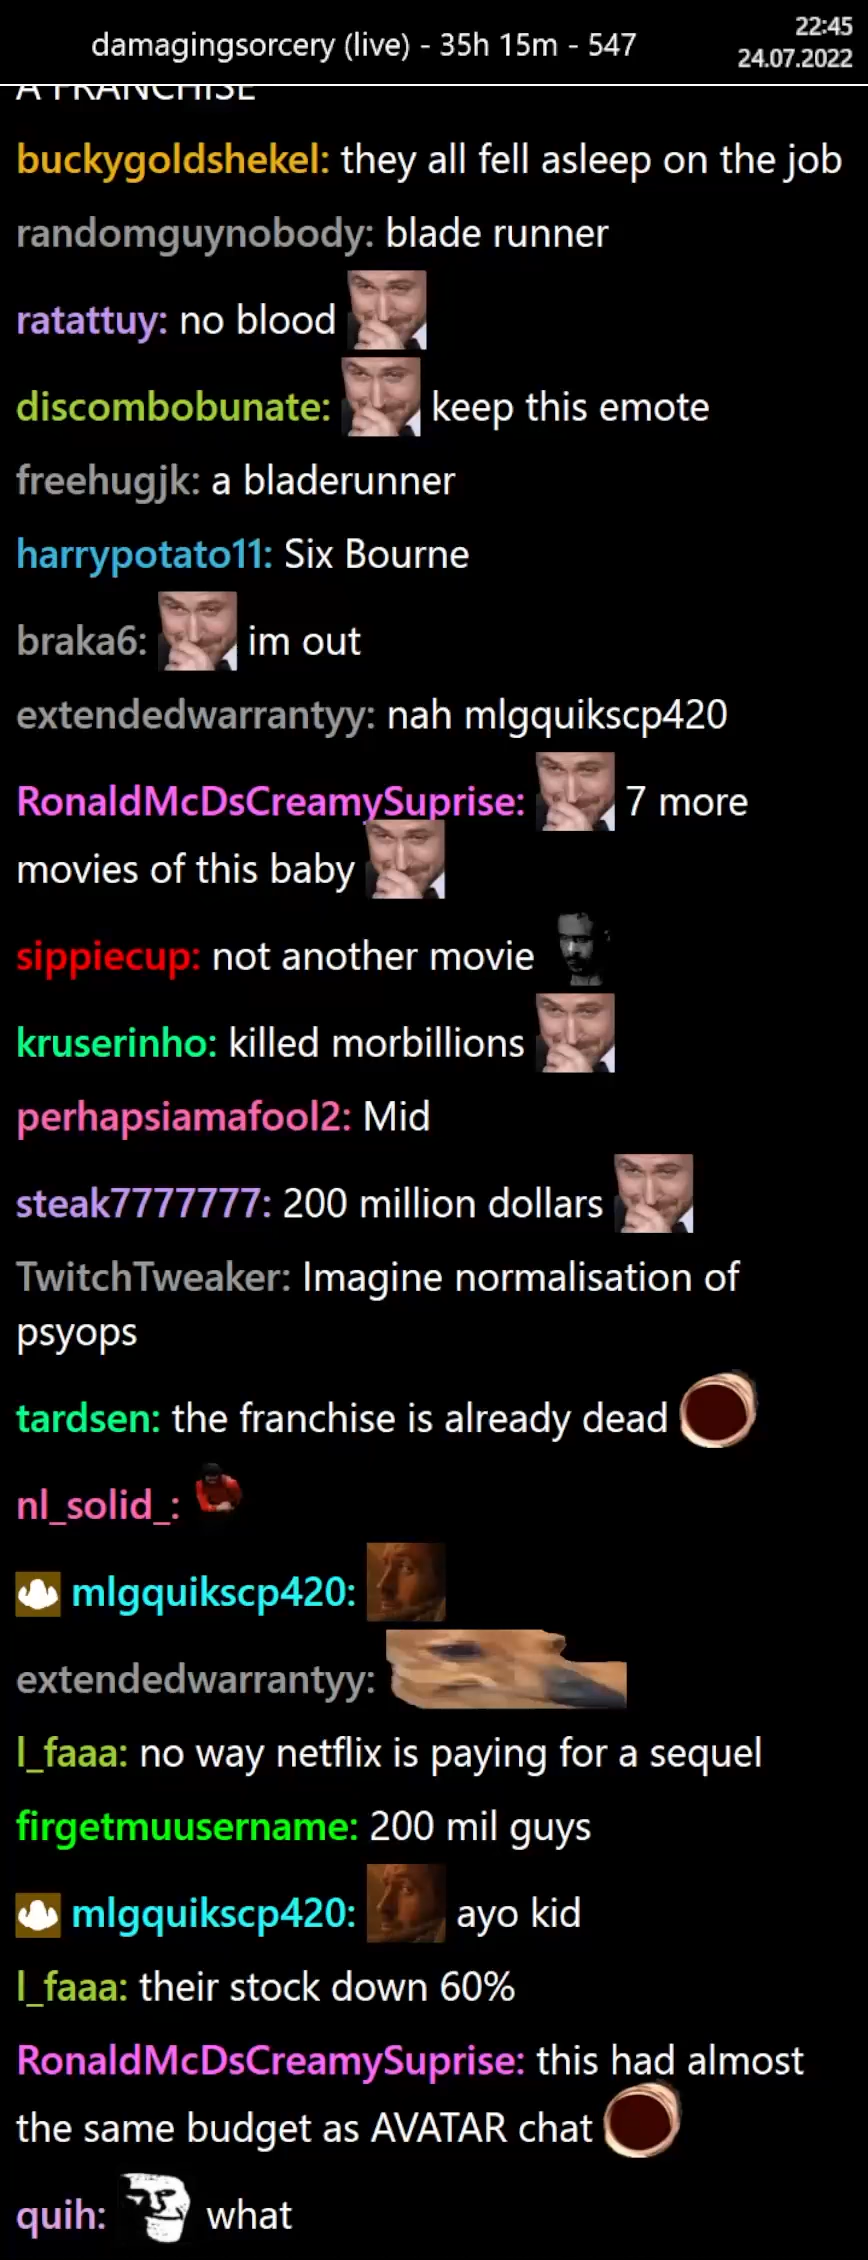 damagingsorcery (live) - 35h 15m - 547
22:45
24.07.2022
A FRANCHISE
buckygoldshekel: they all fell asleep on the job
randomguynobody: blade runner
ratattuy: no blood
discombobunate: keep this emote
freehugjk: a bladerunner
harrypotato11: Six Bourne
braka6: im out
extendedwarrantyy: nah mlgquikscp420
RonaldMcDsCreamySuprise: 7 more
movies of this baby
sippiecup: not another movie
kruserinho: killed morbillions
perhapsiamafool2: Mid
steak7777777: 200 million dollars
TwitchTweaker: Imagine normalisation of
psyops
tardsen: the franchise is already dead
nl_solid_:
mlgquikscp420:
extendedwarrantyy:
l_faaa: no way netflix is paying for a sequel
firgetmuusername: 200 mil guys
mlgquikscp420: ayo kid
l_faaa: their stock down 60%
RonaldMcDsCreamySuprise: this had almost
the same budget as AVATAR chat
quih: what